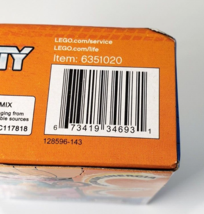 LEGO.com/service
LEGO.com/life
Item: 6351020
TY
MIX
ging from
ble sources
C117818
6 73419 34693 1
128596-143